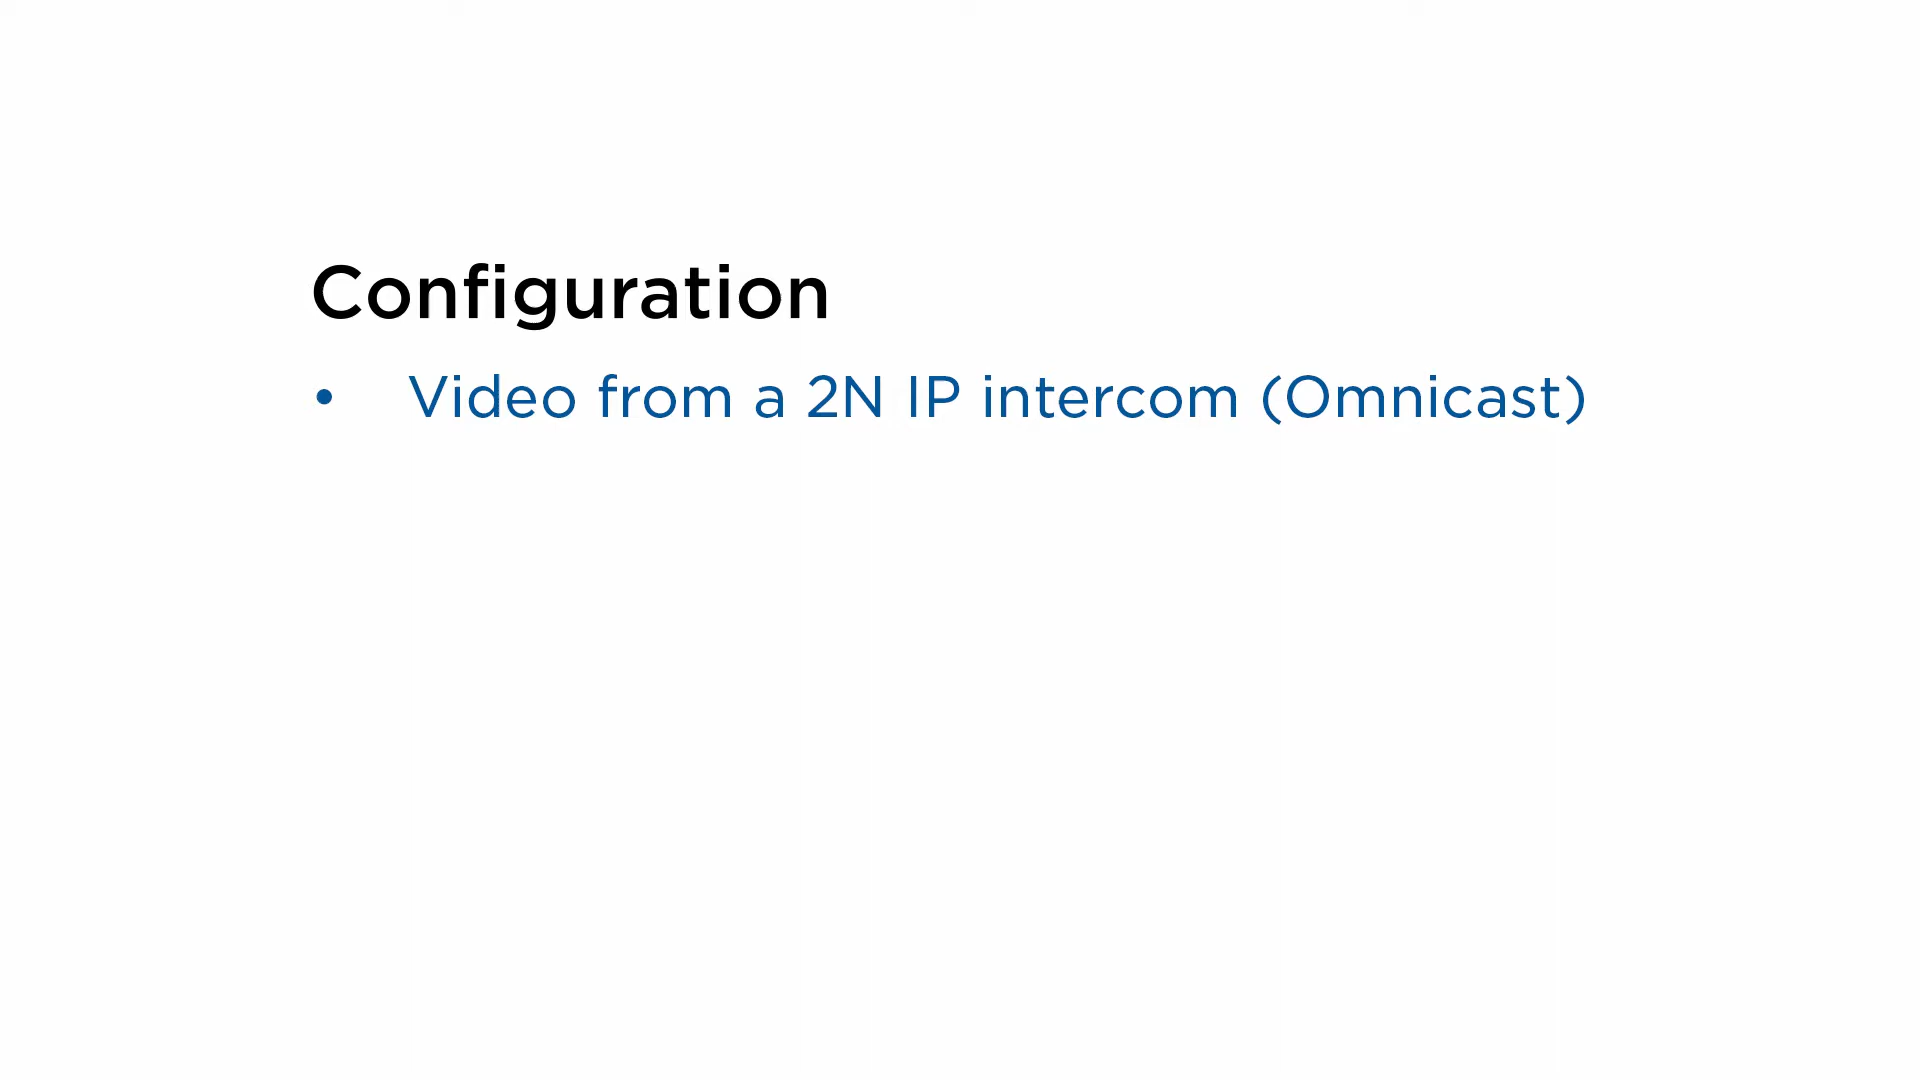 Configuration
• Video from a 2N IP intercom (Omnicast)